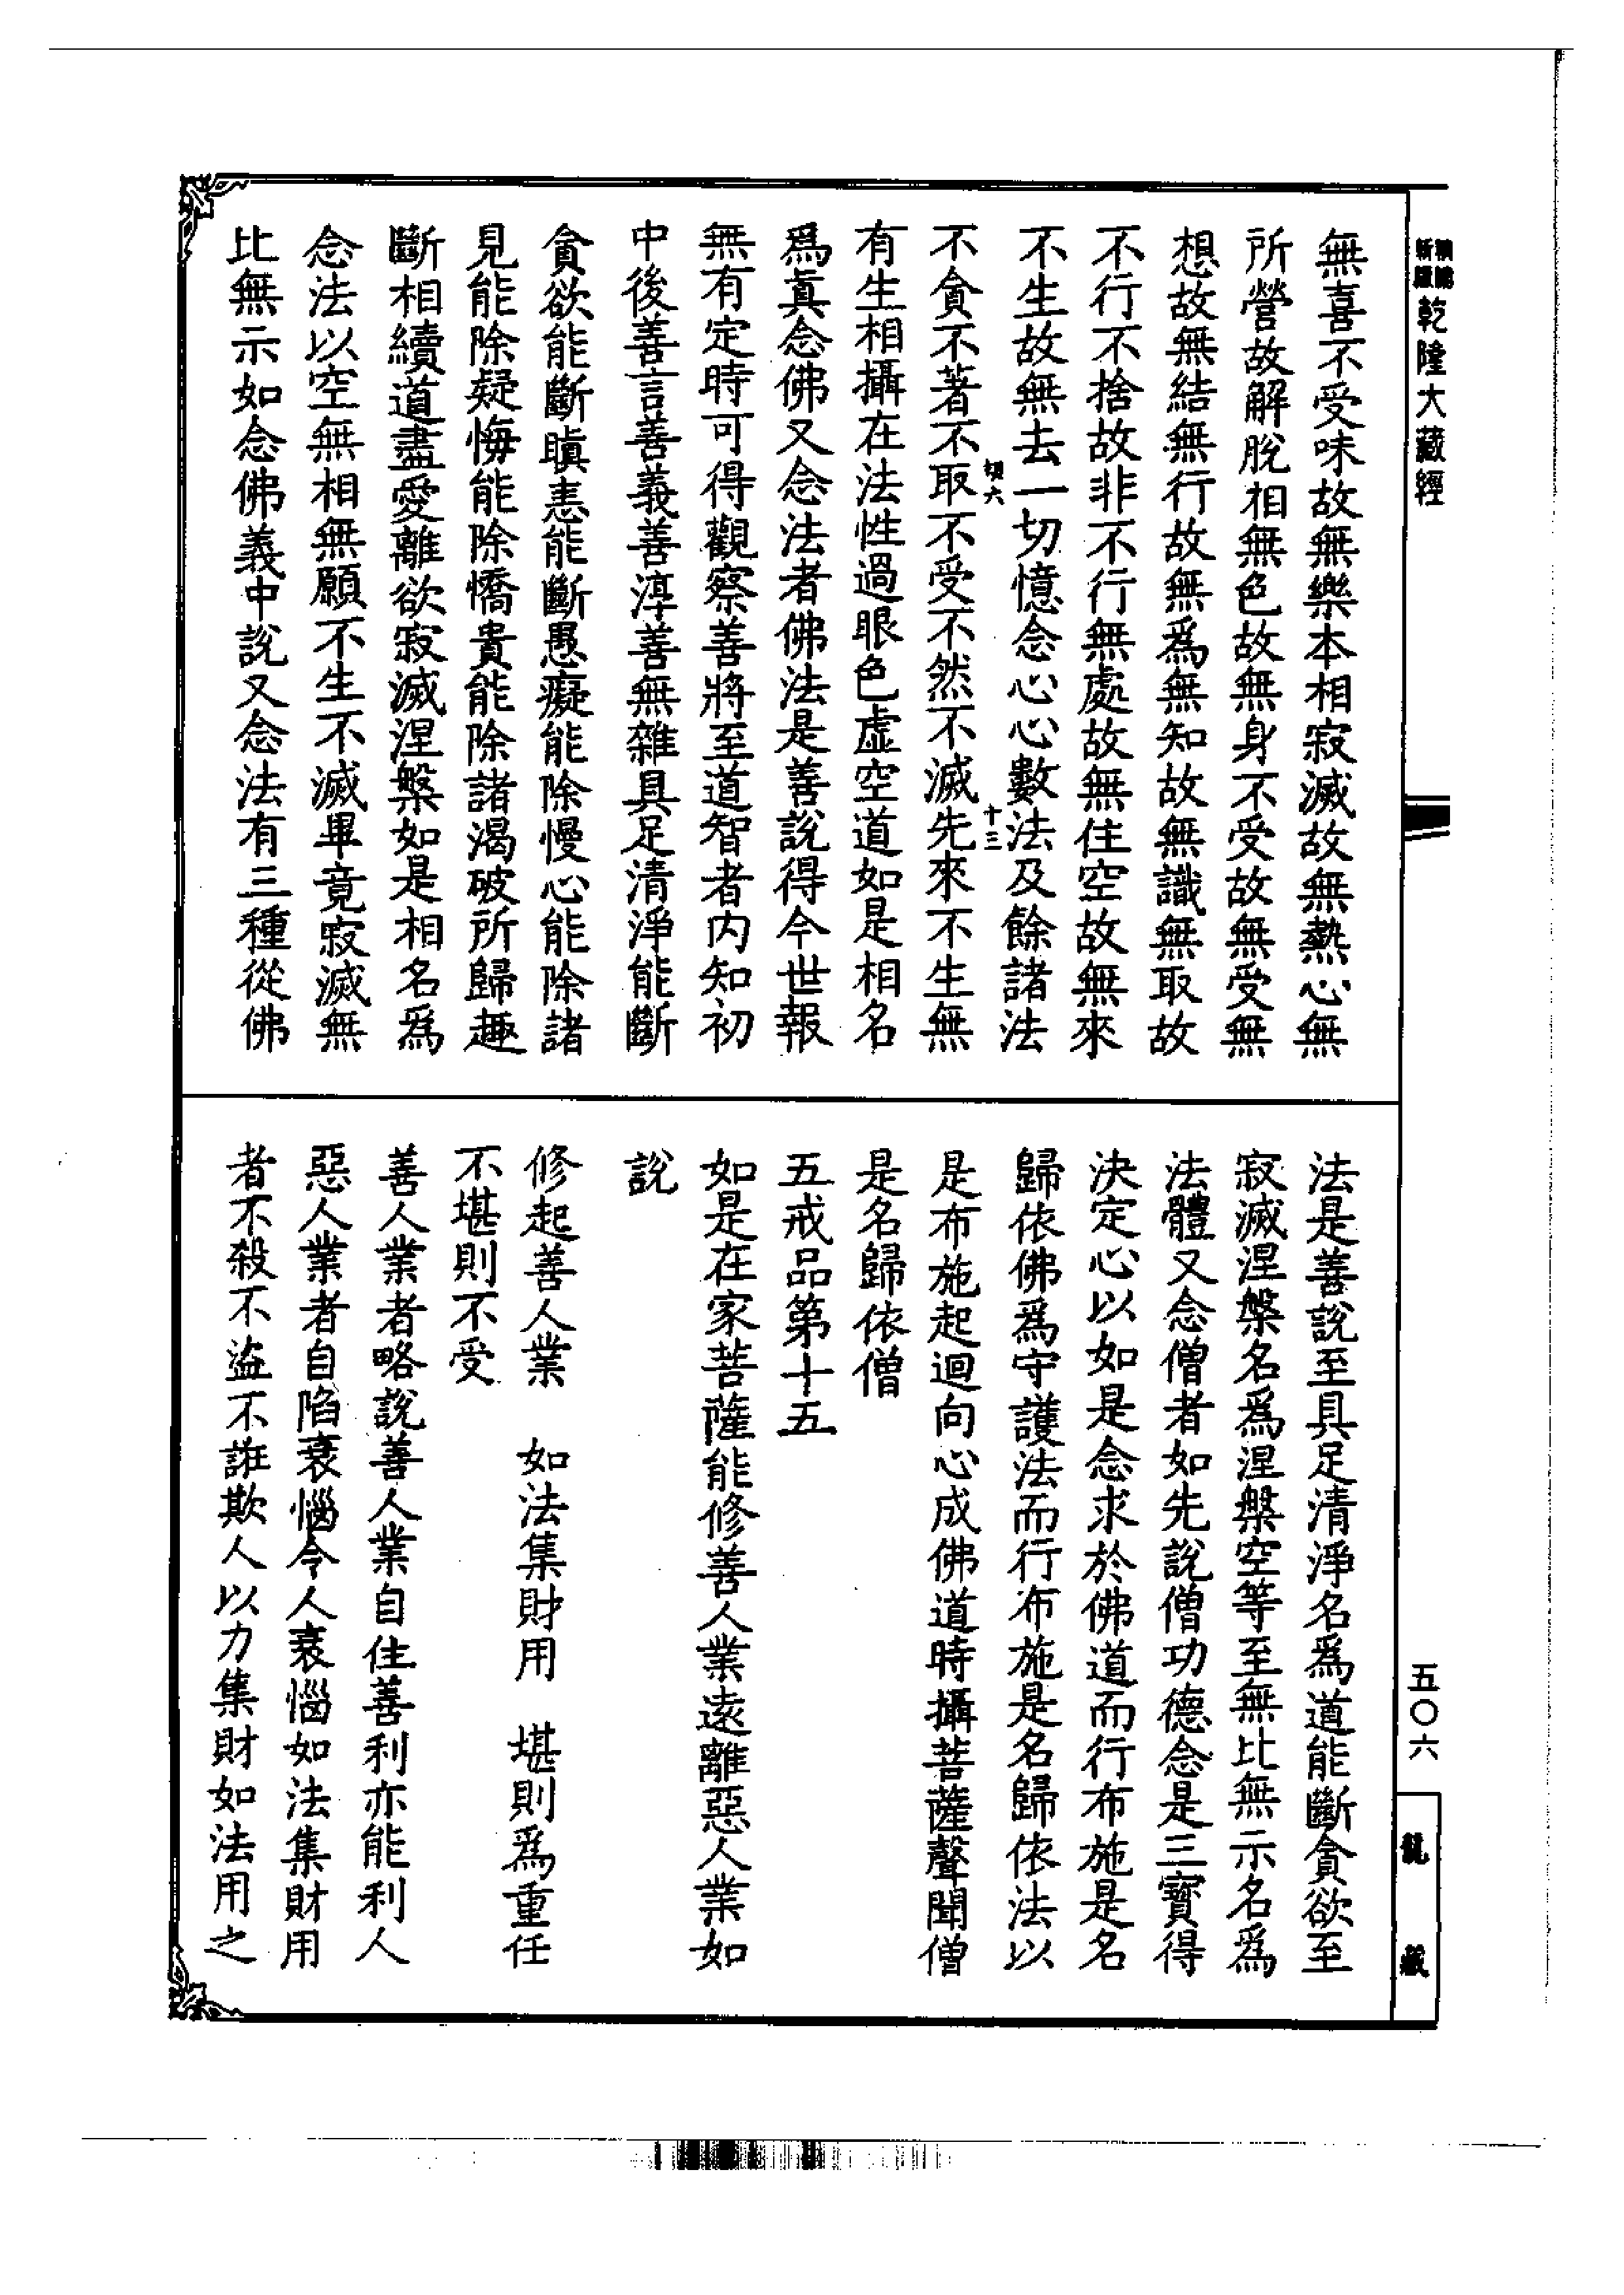 乾隆大藏經
無喜不受味故無樂本相寂滅故無熱心無
所營故解脫相無色故無身不受故無受無
想故無結無行故無爲無知故無識無取故
不行不捨故非不行無處故無住空故無來
不生故無去一切憶念心心數法及餘諸法
不貪不著不取不受不然不滅先來不生無
十三
有生相攝在法性過眼色虛空道如是相名
爲眞念佛又念法者佛法是善說得今世報
無有定時可得觀察善將至道智者內知初
中後善言善義善淳善無雜具足清淨能斷
貪欲能斷瞋恚能斷愚癡能除慢心能除諸
見能除疑悔能除憍貴能除諸渴破所歸趣
斷相續道盡愛離欲寂滅涅槃如是相名爲
念法以空無相無願不生不滅畢竟寂滅無
比無示如念佛義中說又念法有三種從佛
法是善說至具足清淨名爲道能斷貪欲至
寂滅涅槃名爲涅槃空等至無比無示名爲
法體又念僧者如先說僧功德念是三寶得
決定心以如是念求於佛道而行布施是名
歸依佛爲守護法而行布施是名歸依法以
是布施起迴向心成佛道時攝菩薩聲聞僧
是名歸依僧
五戒品第十五
如是在家菩薩能修善人業遠離惡人業如
說
修起善人業　如法集財用　堪則爲重任
不堪則不受
善人業者略說善人業自住善利亦能利人
惡人業者自陷衰惱令人衰惱如法集財用
者不殺不盜不誑欺人以力集財如法用之
五〇六
龍藏